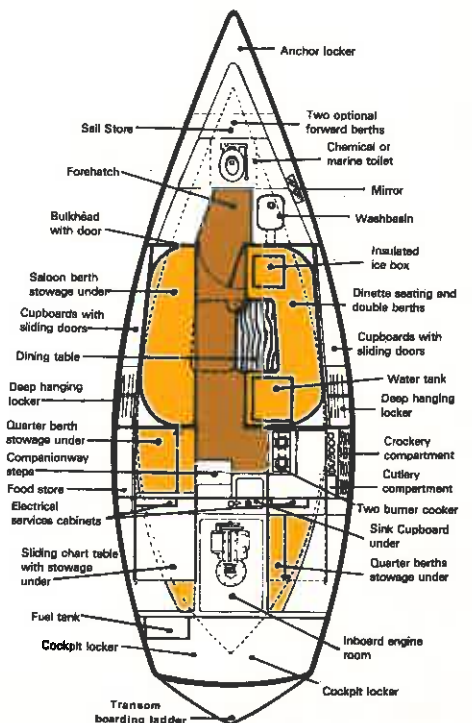 Anchor locker
Sail Store
Two optional
forward berths
Chemical or
marine toilet
Forehatch
Mirror
Washbasin
Bulkhead
with door
Insulated
ice box
Saloon berth
stowage under
Dinette seating and
double berths
Cupboards with
sliding doors
Cupboards with
sliding doors
Dining table
Water tank
Deep hanging
locker
Deep hanging
locker
Quarter berth
stowage under
Crockery
compartment
Companionway
steps
Cutlery
compertment
Food store
Two burner cooker
Electrical
services cabinets
Sink Cupboard
under
Sliding chart table
with stowage
under
Quarter berths
stowage under
Fuel tank
Inboard engine
room
Cockpit locker
Cockpit locker
Transom
boarding ladder